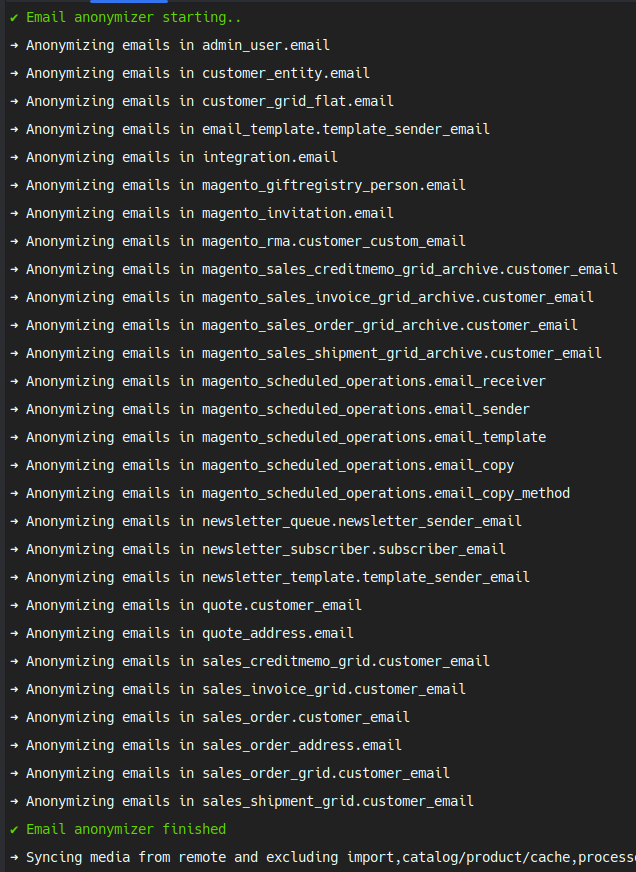 ✔ Email anonymizer starting..
➜ Anonymizing emails in admin_user.email
➜ Anonymizing emails in customer_entity.email
➜ Anonymizing emails in customer_grid_flat.email
➜ Anonymizing emails in email_template.template_sender_email
➜ Anonymizing emails in integration.email
➜ Anonymizing emails in magento_giftregistry_person.email
➜ Anonymizing emails in magento_invitation.email
➜ Anonymizing emails in magento_rma.customer_custom_email
➜ Anonymizing emails in magento_sales_creditmemo_grid_archive.customer_email
➜ Anonymizing emails in magento_sales_invoice_grid_archive.customer_email
➜ Anonymizing emails in magento_sales_order_grid_archive.customer_email
➜ Anonymizing emails in magento_sales_shipment_grid_archive.customer_email
➜ Anonymizing emails in magento_scheduled_operations.email_receiver
➜ Anonymizing emails in magento_scheduled_operations.email_sender
➜ Anonymizing emails in magento_scheduled_operations.email_template
➜ Anonymizing emails in magento_scheduled_operations.email_copy
➜ Anonymizing emails in magento_scheduled_operations.email_copy_method
➜ Anonymizing emails in newsletter_queue.newsletter_sender_email
➜ Anonymizing emails in newsletter_subscriber.subscriber_email
➜ Anonymizing emails in newsletter_template.template_sender_email
➜ Anonymizing emails in quote.customer_email
➜ Anonymizing emails in quote_address.email
➜ Anonymizing emails in sales_creditmemo_grid.customer_email
➜ Anonymizing emails in sales_invoice_grid.customer_email
➜ Anonymizing emails in sales_order.customer_email
➜ Anonymizing emails in sales_order_address.email
➜ Anonymizing emails in sales_order_grid.customer_email
➜ Anonymizing emails in sales_shipment_grid.customer_email
✔ Email anonymizer finished
➜ Syncing media from remote and excluding import,catalog/product/cache,process